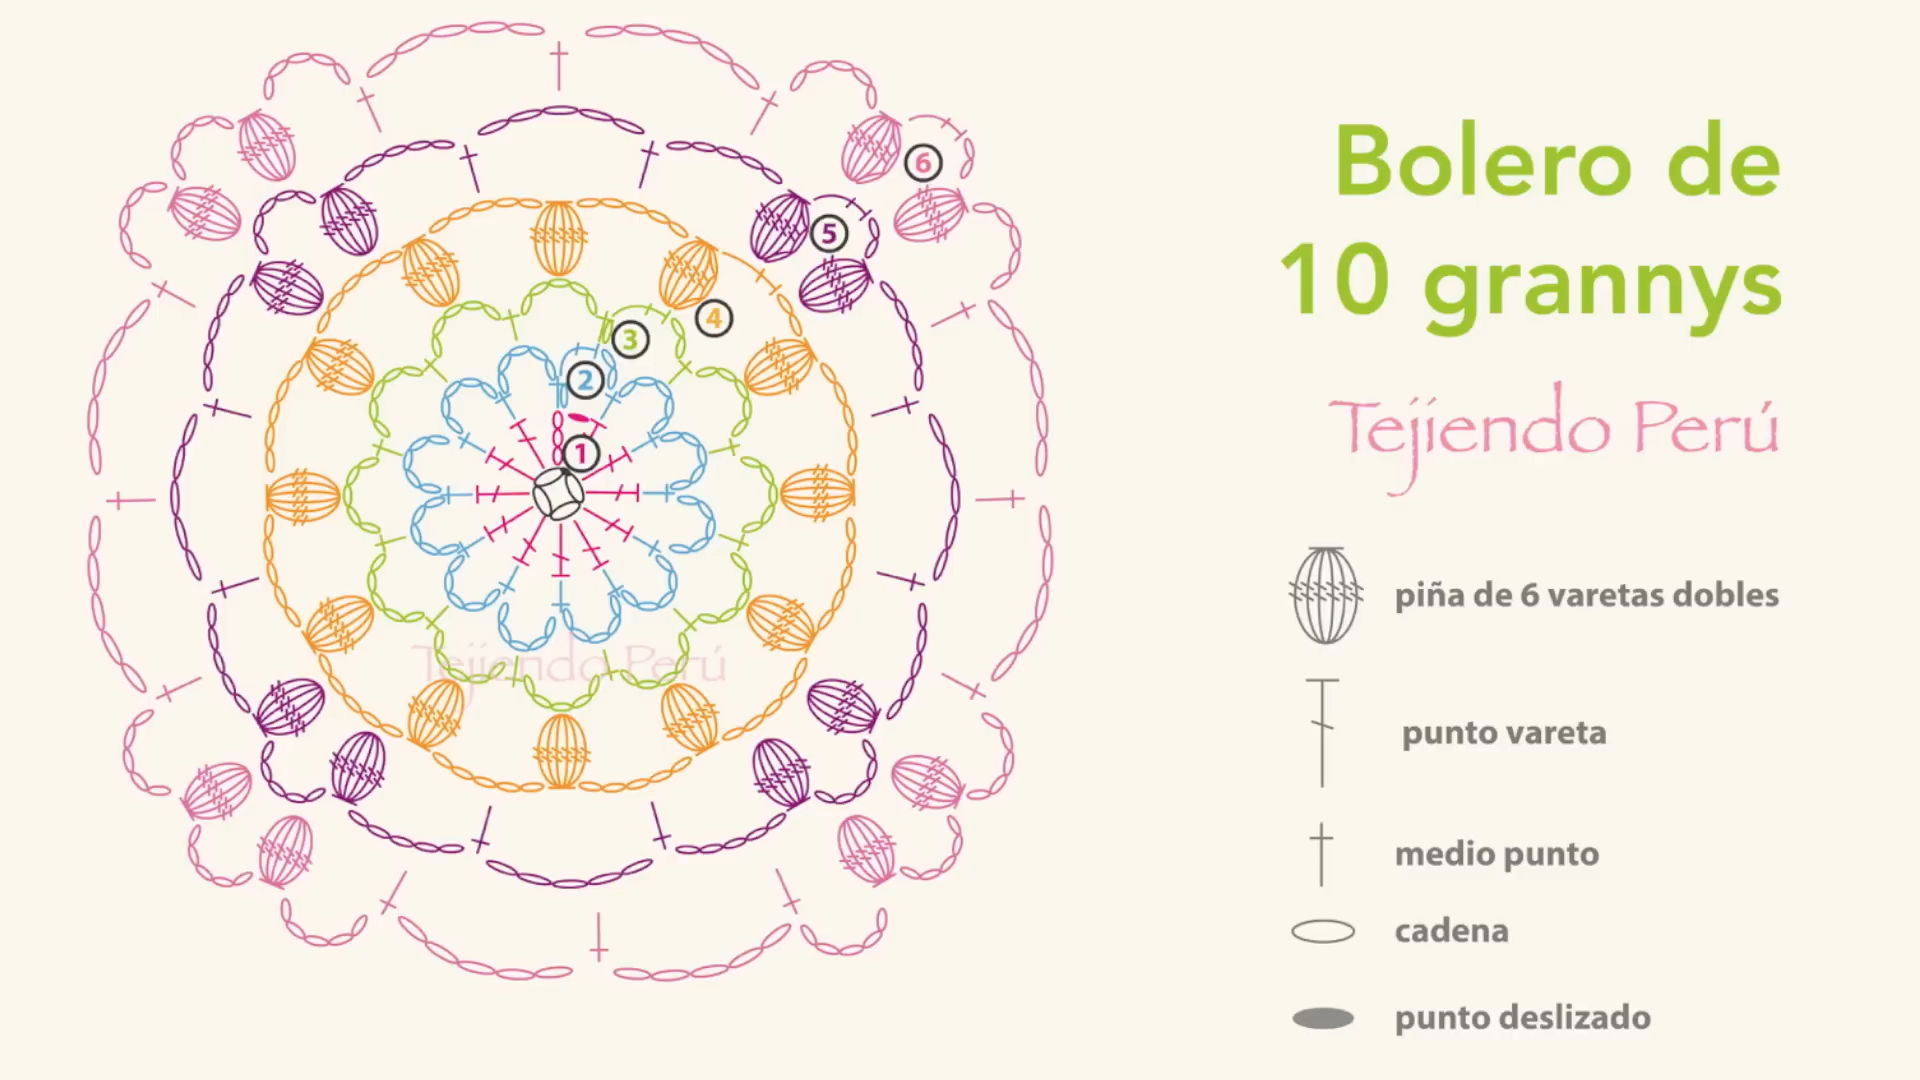 Bolero de
10 grannys
Tejiendo Perú
piña de 6 varetas dobles
punto vareta
medio punto
cadena
punto deslizado
6
5
4
3
2
1
Tejiendo Perú